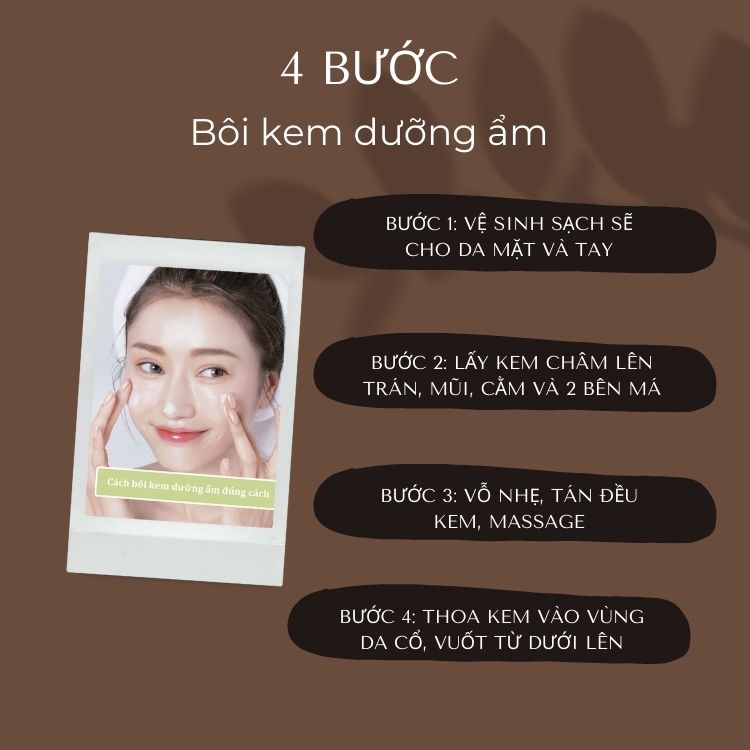 4 BƯỚC
Bôi kem dưỡng ẩm
BƯỚC 1: VỆ SINH SẠCH SẼ
CHO DA MẶT VÀ TAY
BƯỚC 2: LẤY KEM CHÂM LÊN
TRÁN, MŨI, CẰM VÀ 2 BÊN MÁ
Cách bôi kem dưỡng ẩm đúng cách
BƯỚC 3: VỖ NHẸ, TÁN ĐỀU
KEM, MASSAGE
BƯỚC 4: THOA KEM VÀO VÙNG
DA CỔ, VUỐT TỪ DƯỚI LÊN